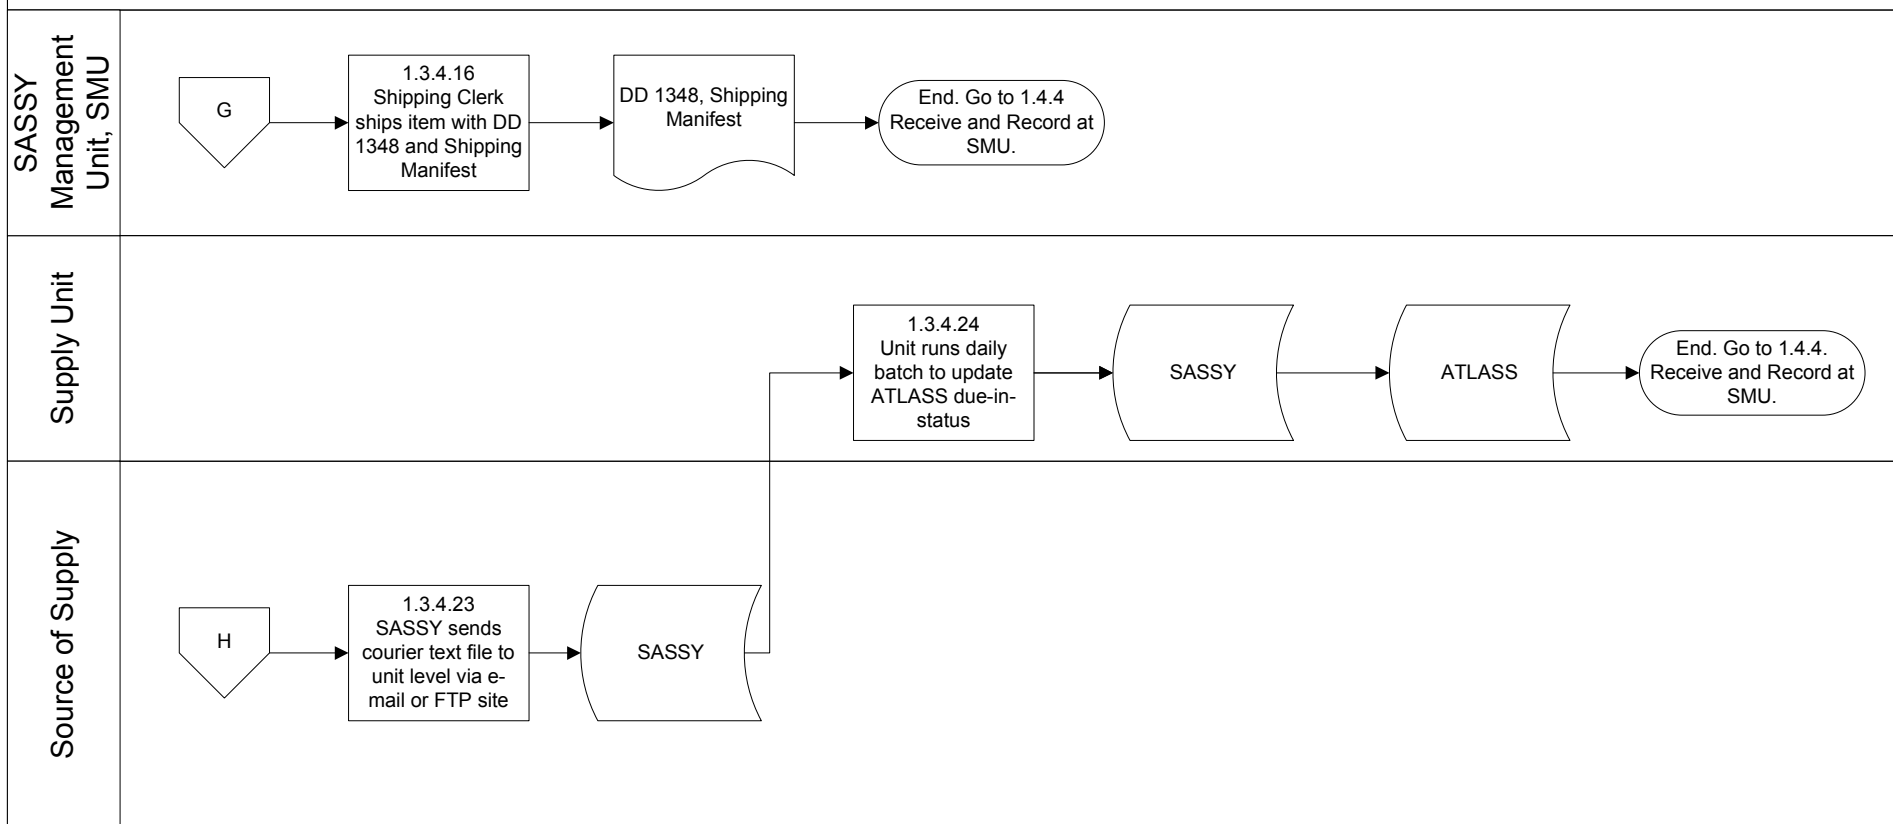 SASSY
Management
Unit, SMU
G
1.3.4.16
Shipping Clerk
ships item with DD
1348 and Shipping
Manifest
DD 1348, Shipping
Manifest
End. Go to 1.4.4
Receive and Record at
SMU.
Supply Unit
1.3.4.24
Unit runs daily
batch to update
ATLASS due-in-
status
SASSY
ATLASS
End. Go to 1.4.4.
Receive and Record at
SMU.
Source of Supply
H
1.3.4.23
SASSY sends
courier text file to
unit level via e-
mail or FTP site
SASSY